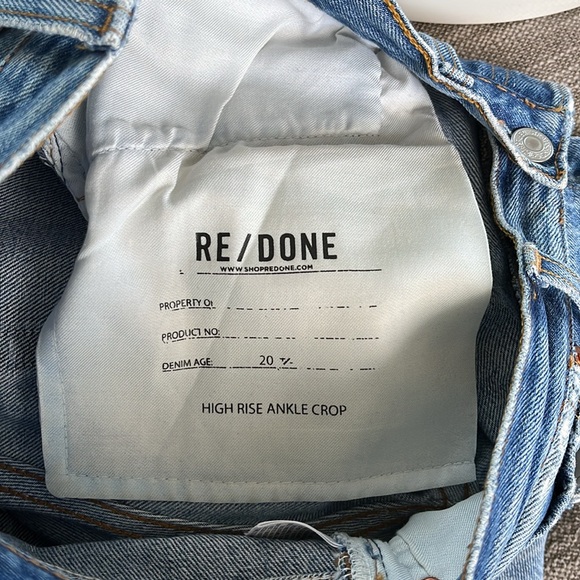 RE/DONE
WWW.SHOPREDONE.COM
PROPERTY OF
PRODUCT NO:
DENIM AGE: 20 +/-
HIGH RISE ANKLE CROP